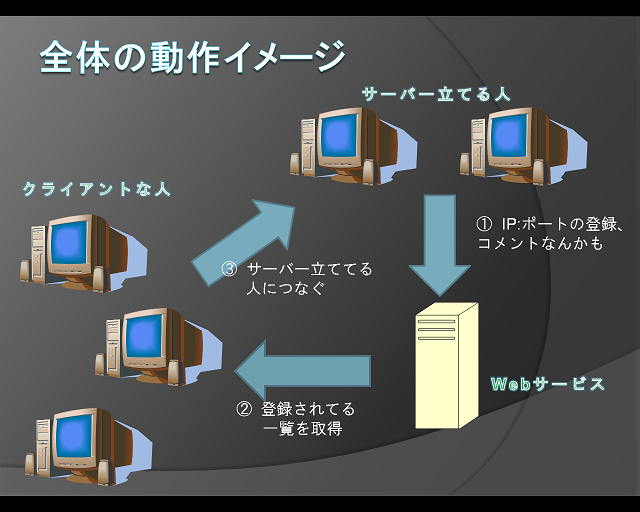 全体の動作イメージ
サーバー立てる人
クライアントな人
① IP:ポートの登録、
コメントなんかも
③ サーバー立ててる
人につなぐ
Webサービス
② 登録されてる
一覧を取得